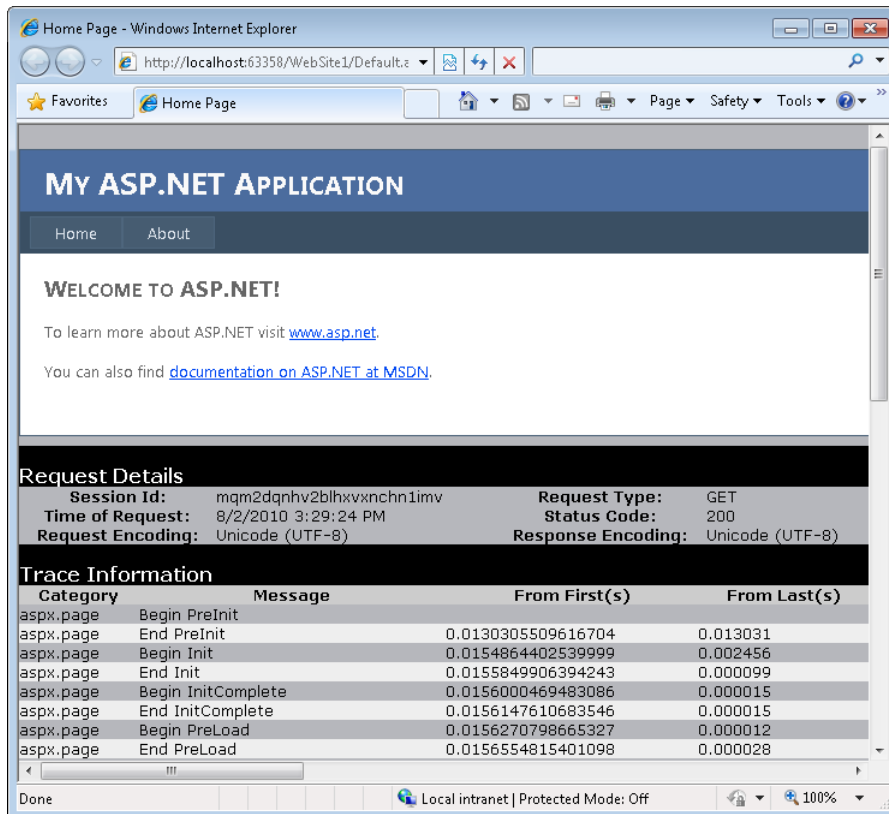 Home Page - Windows Internet Explorer
http://localhost:63358/WebSite1/Default.a
Favorites Home Page Page Safety Tools
MY ASP.NET APPLICATION
Home About
WELCOME TO ASP.NET!
To learn more about ASP.NET visit www.asp.net.
You can also find documentation on ASP.NET at MSDN.
Request Details
Session Id: mqm2dqnhv2blhxvxnchn1imv Request Type: GET
Time of Request: 8/2/2010 3:29:24 PM Status Code: 200
Request Encoding: Unicode (UTF-8) Response Encoding: Unicode (UTF-8)
Trace Information
Category Message From First(s) From Last(s)
aspx.page Begin PreInit
aspx.page End PreInit 0.0130305509616704 0.013031
aspx.page Begin Init 0.0154864402539999 0.002456
aspx.page End Init 0.0155849906394243 0.000099
aspx.page Begin InitComplete 0.0156000469483086 0.000015
aspx.page End InitComplete 0.0156147610683546 0.000015
aspx.page Begin PreLoad 0.0156270798665327 0.000012
aspx.page End PreLoad 0.0156554815401098 0.000028
Done Local intranet | Protected Mode: Off 100%